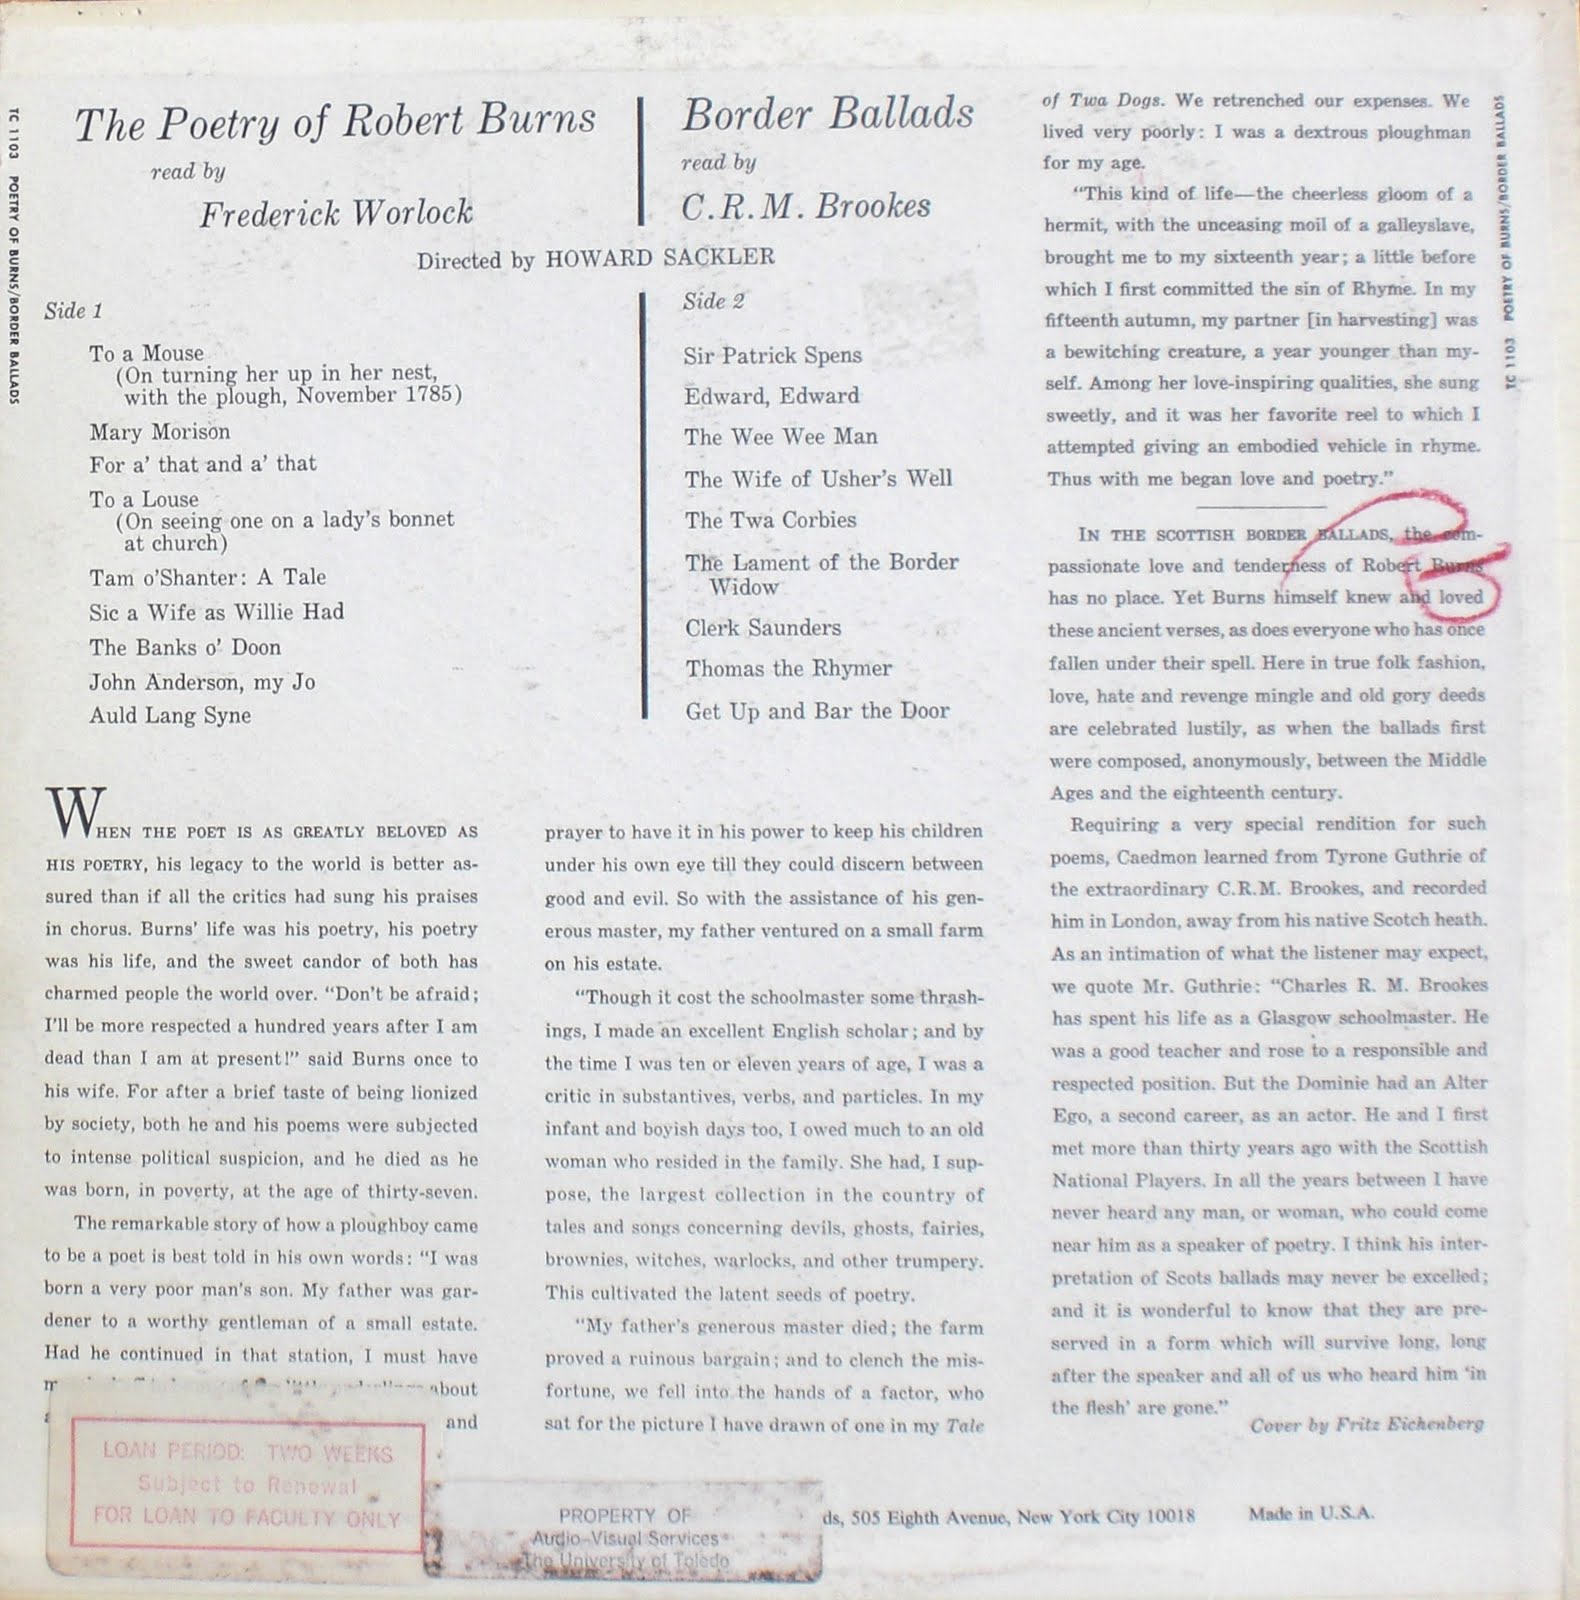 TC 1103 POETRY OF BURNS/BORDER BALLADS
The Poetry of Robert Burns
read by
Frederick Worlock
Border Ballads
read by
C.R.M. Brookes
Directed by HOWARD SACKLER
Side 1
To a Mouse
(On turning her up in her nest,
with the plough, November 1785)
Mary Morison
For a' that and a' that
To a Louse
(On seeing one on a lady's bonnet
at church)
Tam o'Shanter: A Tale
Sic a Wife as Willie Had
The Banks o' Doon
John Anderson, my Jo
Auld Lang Syne
Side 2
Sir Patrick Spens
Edward, Edward
The Wee Wee Man
The Wife of Usher's Well
The Twa Corbies
The Lament of the Border
Widow
Clerk Saunders
Thomas the Rhymer
Get Up and Bar the Door
WHEN THE POET IS AS GREATLY BELOVED AS
HIS POETRY, his legacy to the world is better as-
sured than if all the critics had sung his praises
in chorus. Burns' life was his poetry, his poetry
was his life, and the sweet candor of both has
charmed people the world over. "Don't be afraid;
I'll be more respected a hundred years after I am
dead than I am at present!" said Burns once to
his wife. For after a brief taste of being lionized
by society, both he and his poems were subjected
to intense political suspicion, and he died as he
was born, in poverty, at the age of thirty-seven.
The remarkable story of how a ploughboy came
to be a poet is best told in his own words: "I was
born a very poor man's son. My father was gar-
dener to a worthy gentleman of a small estate.
Had he continued in that station, I must have
about
and
prayer to have it in his power to keep his children
under his own eye till they could discern between
good and evil. So with the assistance of his gen-
erous master, my father ventured on a small farm
on his estate.
"Though it cost the schoolmaster some thrash-
ings, I made an excellent English scholar; and by
the time I was ten or eleven years of age, I was a
critic in substantives, verbs, and particles. In my
infant and boyish days too, I owed much to an old
woman who resided in the family. She had, I sup-
pose, the largest collection in the country of
tales and songs concerning devils, ghosts, fairies,
brownies, witches, warlocks, and other trumpery.
This cultivated the latent seeds of poetry.
"My father's generous master died; the farm
proved a ruinous bargain; and to clench the mis-
fortune, we fell into the hands of a factor, who
sat for the picture I have drawn of one in my Tale
of Twa Dogs. We retrenched our expenses. We
lived very poorly: I was a dextrous ploughman
for my age.
"This kind of life—the cheerless gloom of a
hermit, with the unceasing moil of a galleyslave,
brought me to my sixteenth year; a little before
which I first committed the sin of Rhyme. In my
fifteenth autumn, my partner [in harvesting] was
a bewitching creature, a year younger than my-
self. Among her love-inspiring qualities, she sung
sweetly, and it was her favorite reel to which I
attempted giving an embodied vehicle in rhyme.
Thus with me began love and poetry."
IN THE SCOTTISH BORDER BALLADS, the com-
passionate love and tenderness of Robert Burns
has no place. Yet Burns himself knew and loved
these ancient verses, as does everyone who has once
fallen under their spell. Here in true folk fashion,
love, hate and revenge mingle and old gory deeds
are celebrated lustily, as when the ballads first
were composed, anonymously, between the Middle
Ages and the eighteenth century.
Requiring a very special rendition for such
poems, Caedmon learned from Tyrone Guthrie of
the extraordinary C.R.M. Brookes, and recorded
him in London, away from his native Scotch heath.
As an intimation of what the listener may expect,
we quote Mr. Guthrie: "Charles R. M. Brookes
has spent his life as a Glasgow schoolmaster. He
was a good teacher and rose to a responsible and
respected position. But the Dominie had an Alter
Ego, a second career, as an actor. He and I first
met more than thirty years ago with the Scottish
National Players. In all the years between I have
never heard any man, or woman, who could come
near him as a speaker of poetry. I think his inter-
pretation of Scots ballads may never be excelled;
and it is wonderful to know that they are pre-
served in a form which will survive long, long
after the speaker and all of us who heard him 'in
the flesh' are gone."
Cover by Fritz Eichenberg
TC 1103 POETRY OF BURNS/BORDER BALLADS
LOAN PERIOD: TWO WEEKS
Subject to Renewal
FOR LOAN TO FACULTY ONLY
PROPERTY OF
Audio-Visual Services
The University of Toledo
ds, 505 Eighth Avenue, New York City 10018
Made in U.S.A.